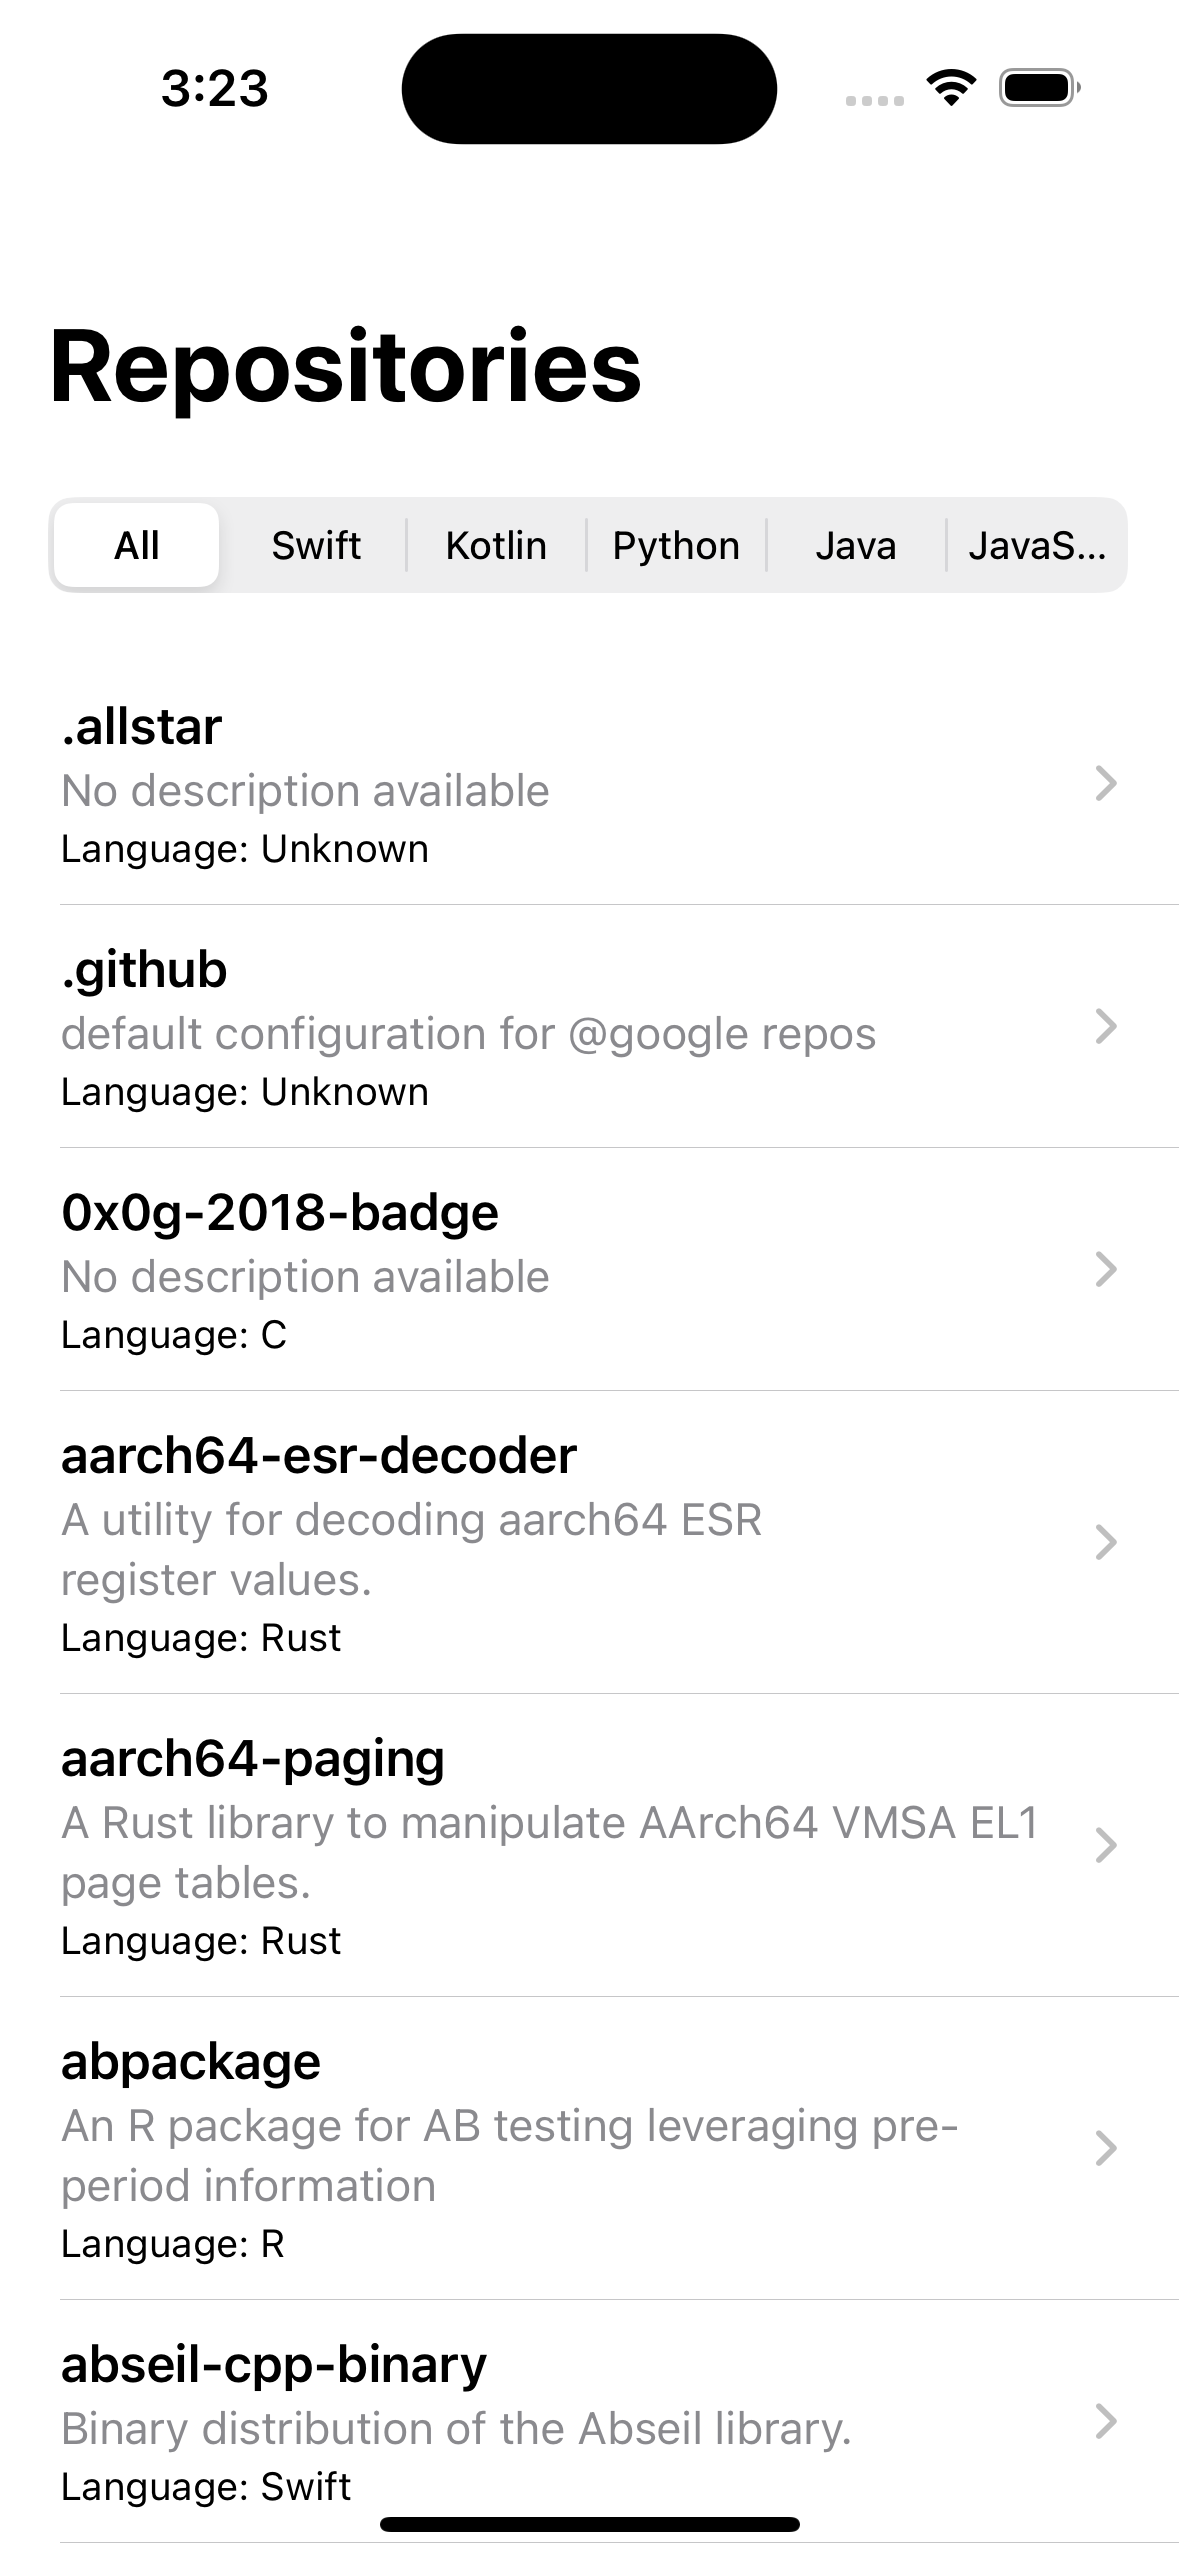 3:23
Repositories
All Swift Kotlin Python Java JavaS...
.allstar
No description available
Language: Unknown
.github
default configuration for @google repos
Language: Unknown
0x0g-2018-badge
No description available
Language: C
aarch64-esr-decoder
A utility for decoding aarch64 ESR
register values.
Language: Rust
aarch64-paging
A Rust library to manipulate AArch64 VMSA EL1
page tables.
Language: Rust
abpackage
An R package for AB testing leveraging pre-
period information
Language: R
abseil-cpp-binary
Binary distribution of the Abseil library.
Language: Swift